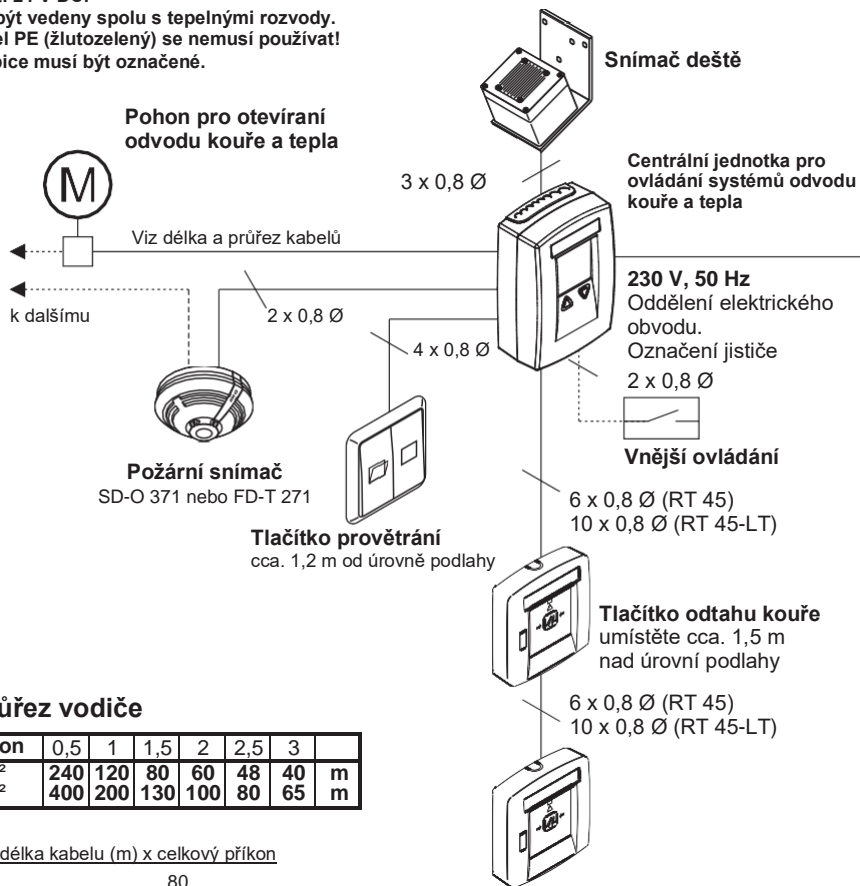 být vedeny spolu s tepelnými rozvody.
PE (žlutozelený) se nemusí používat!
musí být označené.
Snímač deště
Pohon pro otevíraní
odvodu kouře a tepla
M
3 x 0,8 Ø
Centrální jednotka pro
ovládání systémů odvodu
kouře a tepla
Viz délka a průřez kabelů
k dalšímu
2 x 0,8 Ø
4 x 0,8 Ø
230 V, 50 Hz
Oddělení elektrického
obvodu.
Označení jističe
2 x 0,8 Ø
Vnější ovládání
Požární snímač
SD-O 371 nebo FD-T 271
Tlačítko provětrání
cca. 1,2 m od úrovně podlahy
6 x 0,8 Ø (RT 45)
10 x 0,8 Ø (RT 45-LT)
Tlačítko odtahu kouře
umístěte cca. 1,5 m
nad úrovní podlahy
6 x 0,8 Ø (RT 45)
10 x 0,8 Ø (RT 45-LT)
vodiče
0,5 1 1,5 2 2,5 3
² 240 120 80 60 48 40 m
² 400 200 130 100 80 65 m
délka kabelu (m) x celkový příkon
80